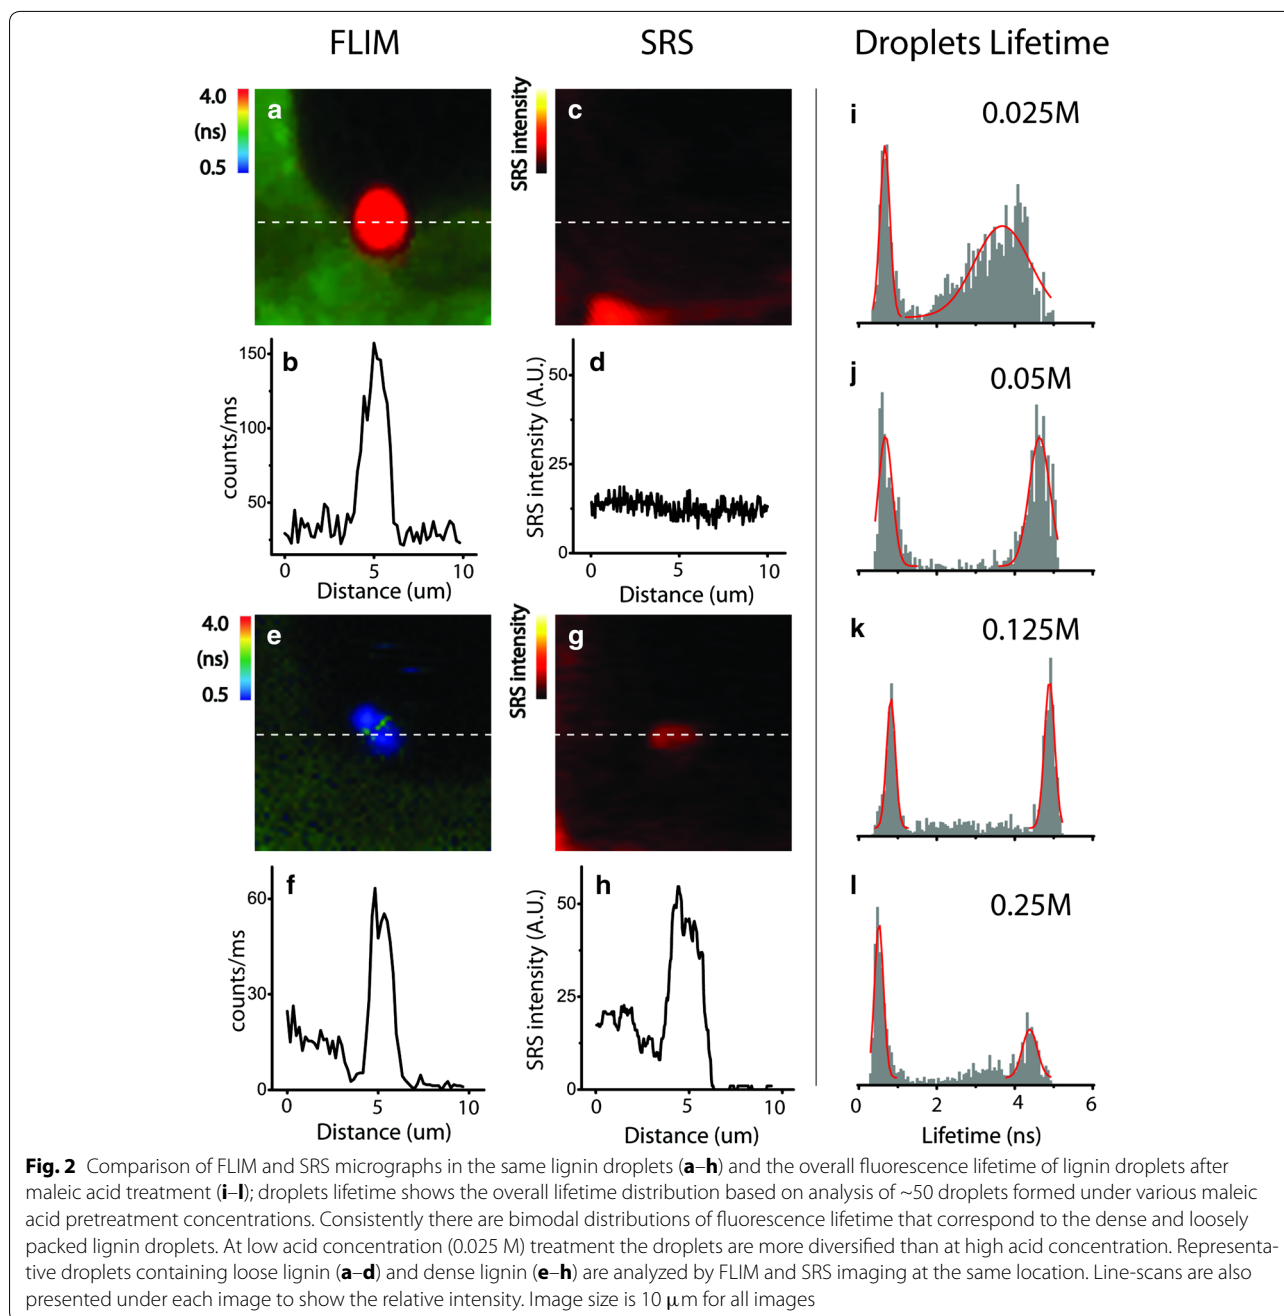 FLIM SRS Droplets Lifetime
4.0
(ns)
0.5
a
SRS intensity
c
i 0.025M
150
100
50
counts/ms
b
0 5 10
Distance (um)
50
25
0
SRS intensity (A.U.)
d
0 5 10
Distance (um)
j 0.05M
4.0
(ns)
0.5
e
SRS intensity
g
k 0.125M
60
30
0
counts/ms
f
0 5 10
Distance (um)
50
25
0
SRS intensity (A.U.)
h
0 5 10
Distance (um)
l 0.25M
0 2 4 6
Lifetime (ns)
Fig. 2 Comparison of FLIM and SRS micrographs in the same lignin droplets (a–h) and the overall fluorescence lifetime of lignin droplets after
maleic acid treatment (i–l); droplets lifetime shows the overall lifetime distribution based on analysis of ~50 droplets formed under various maleic
acid pretreatment concentrations. Consistently there are bimodal distributions of fluorescence lifetime that correspond to the dense and loosely
packed lignin droplets. At low acid concentration (0.025 M) treatment the droplets are more diversified than at high acid concentration. Representa-
tive droplets containing loose lignin (a–d) and dense lignin (e–h) are analyzed by FLIM and SRS imaging at the same location. Line-scans are also
presented under each image to show the relative intensity. Image size is 10 μm for all images